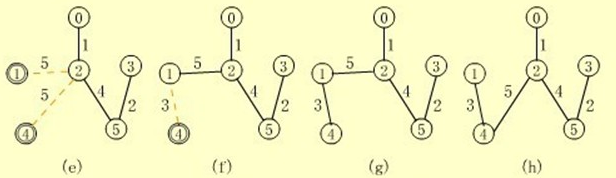 0 0 0 0
1 1 1 1
1 5 2 3 1 5 2 3 1 5 2 3 1 2 3
5 4 2 3 4 2 3 4 2 3 5 4 2
4 5 4 5 4 5 4 5
(e) (f) (g) (h)